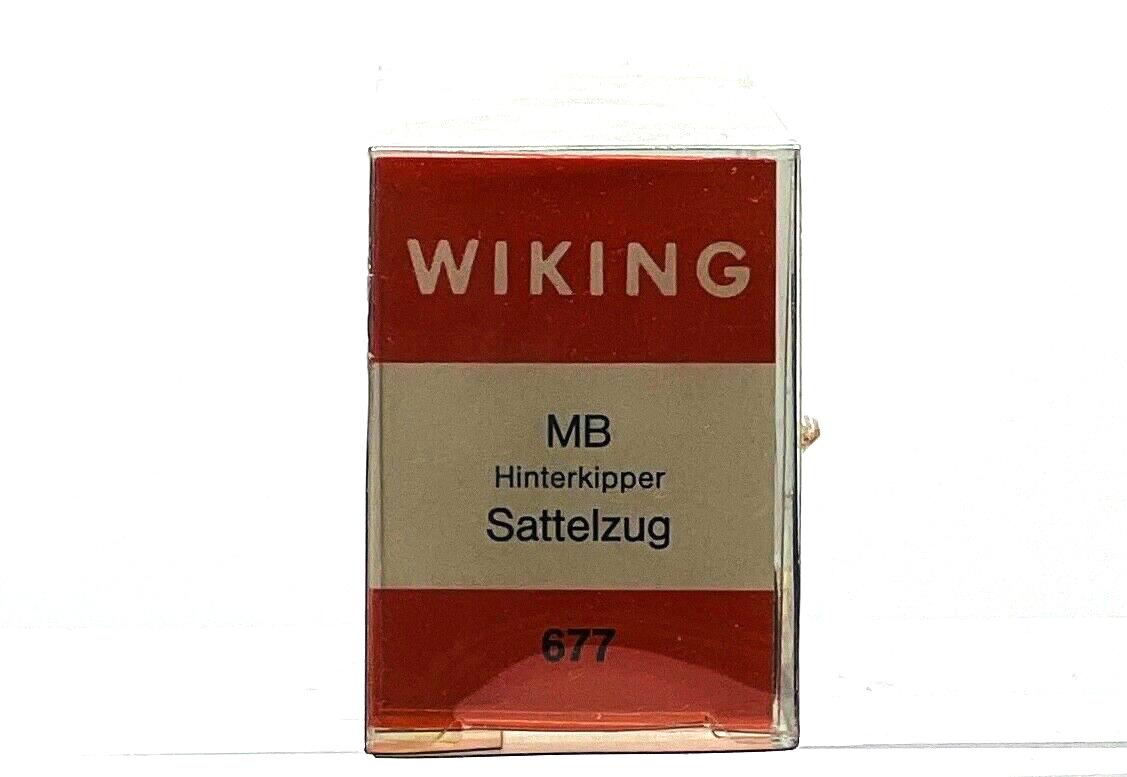 WIKING
MB
Hinterkipper
Sattelzug
677